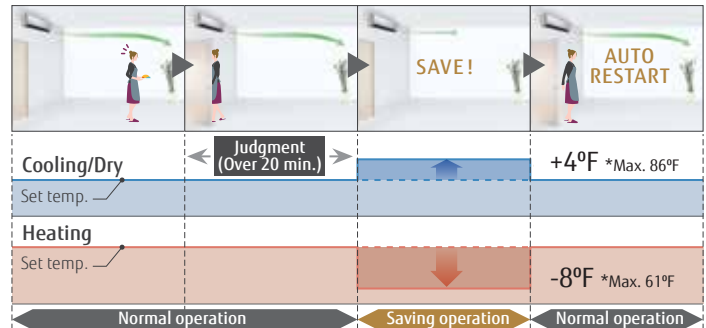 SAVE!
AUTO
RESTART
Judgment
(Over 20 min.)
Cooling/Dry
+4ºF *Max. 86ºF
Set temp.
Heating
Set temp.
-8ºF *Max. 61ºF
Normal operation
Saving operation
Normal operation